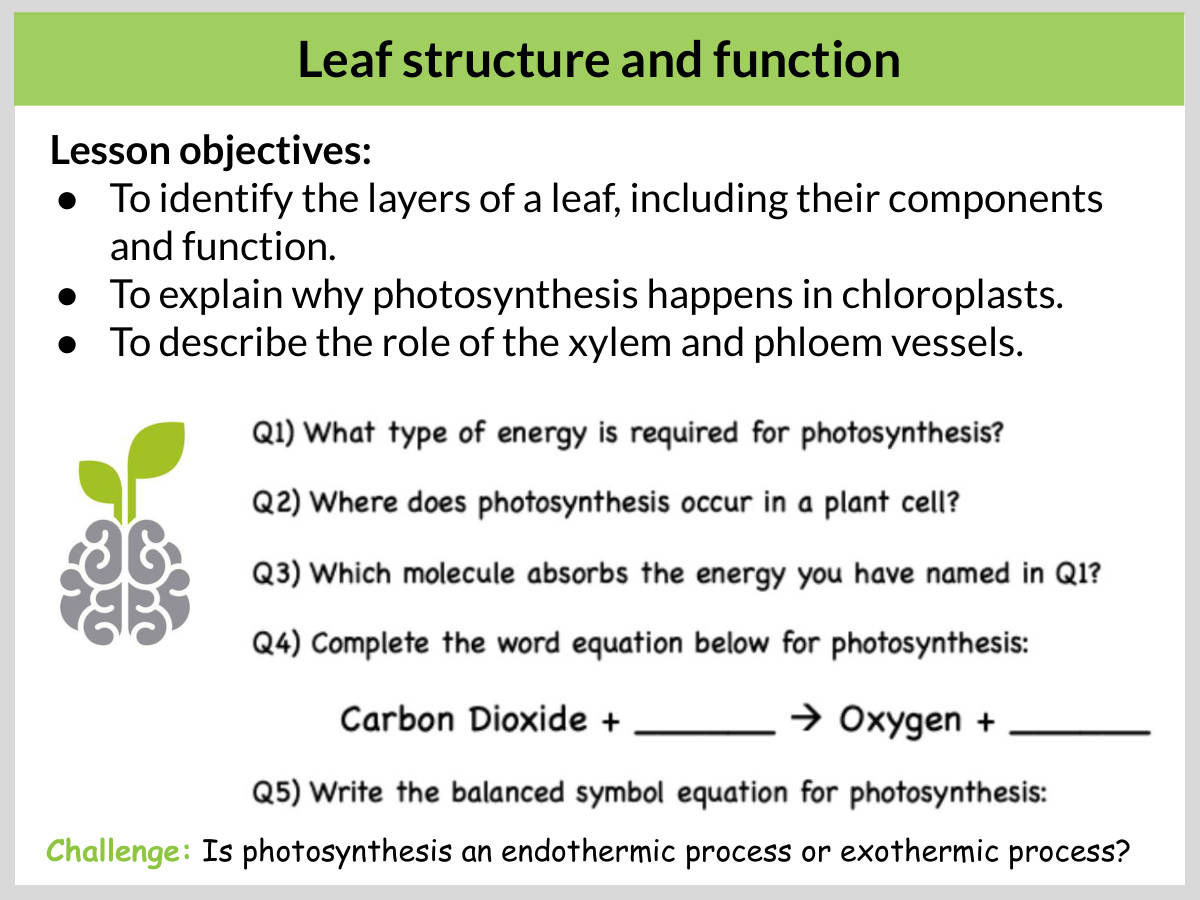 Leaf structure and function
Lesson objectives:
● To identify the layers of a leaf, including their components
and function.
● To explain why photosynthesis happens in chloroplasts.
● To describe the role of the xylem and phloem vessels.
Q1) What type of energy is required for photosynthesis?
Q2) Where does photosynthesis occur in a plant cell?
Q3) Which molecule absorbs the energy you have named in Q1?
Q4) Complete the word equation below for photosynthesis:
Carbon Dioxide + _______ → Oxygen + _______
Q5) Write the balanced symbol equation for photosynthesis:
Challenge: Is photosynthesis an endothermic process or exothermic process?